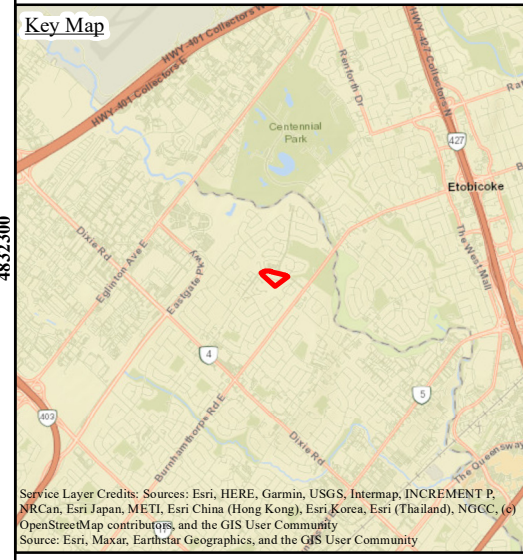 Key Map
HWY-401 Collectors W
HWY-401 Collectors E
Renforth Dr
HWY-427 Collectors N
Centennial
Park
427
Etobicoke
4832300
Dixie Rd
Eglinton Ave E
Eastgate Pky
The West Mall
4
5
403
Burnhamthorpe Rd E
Dixie Rd
The Queensway
Service Layer Credits: Sources: Esri, HERE, Garmin, USGS, Intermap, INCREMENT P,
NRCan, Esri Japan, METI, Esri China (Hong Kong), Esri Korea, Esri (Thailand), NGCC, (c)
OpenStreetMap contributors, and the GIS User Community
Source: Esri, Maxar, Earthstar Geographics, and the GIS User Community